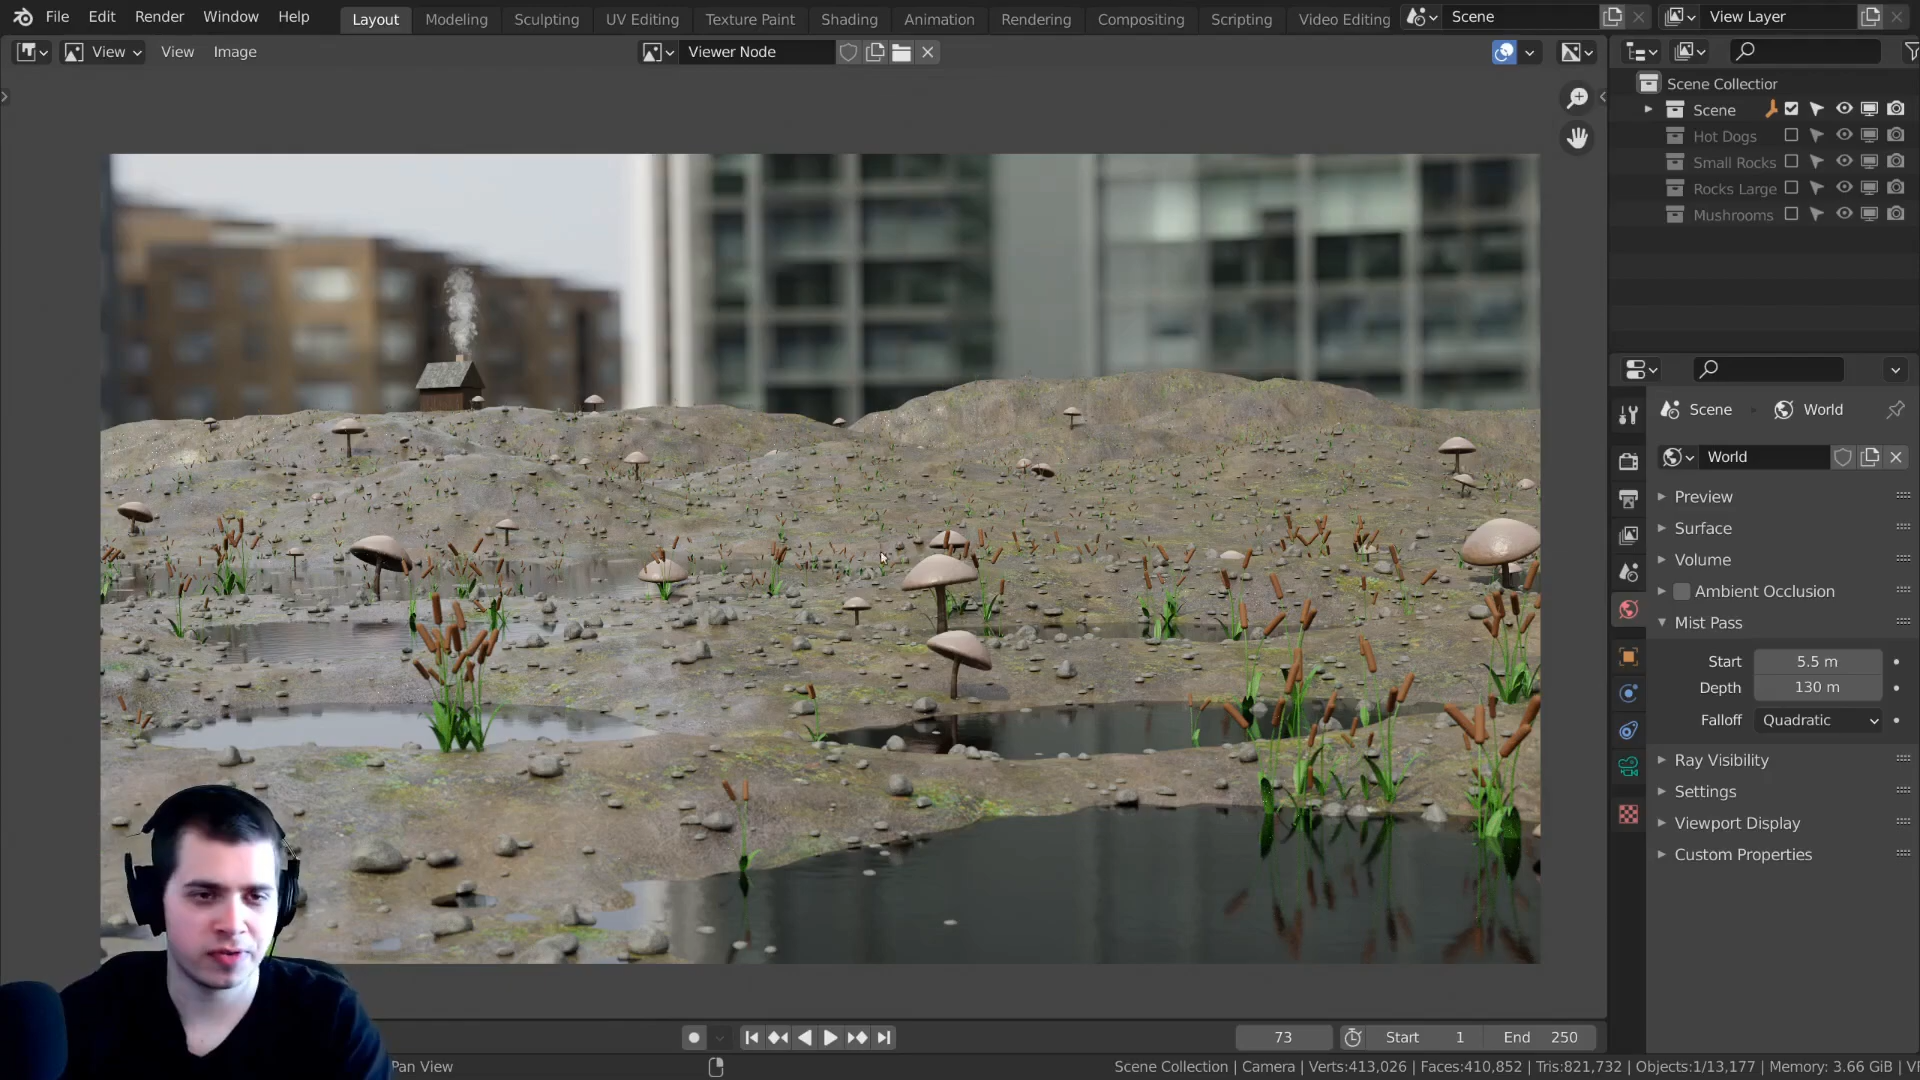 File Edit Render Window Help Layout Modeling Sculpting UV Editing Texture Paint Shading Animation Rendering Compositing Scripting Video Editing Scene View Layer
View View Image Viewer Node
Scene Collection
Scene
Hot Dogs
Small Rocks
Rocks Large
Mushrooms
Scene World
World
Preview
Surface
Volume
Ambient Occlusion
Mist Pass
Start 5.5 m
Depth 130 m
Falloff Quadratic
Ray Visibility
Settings
Viewport Display
Custom Properties
73 Start 1 End 250
Pan View Scene Collection | Camera | Verts:413,026 | Faces:410,852 | Tris:821,732 | Objects:1/13,177 | Memory: 3.66 GiB |